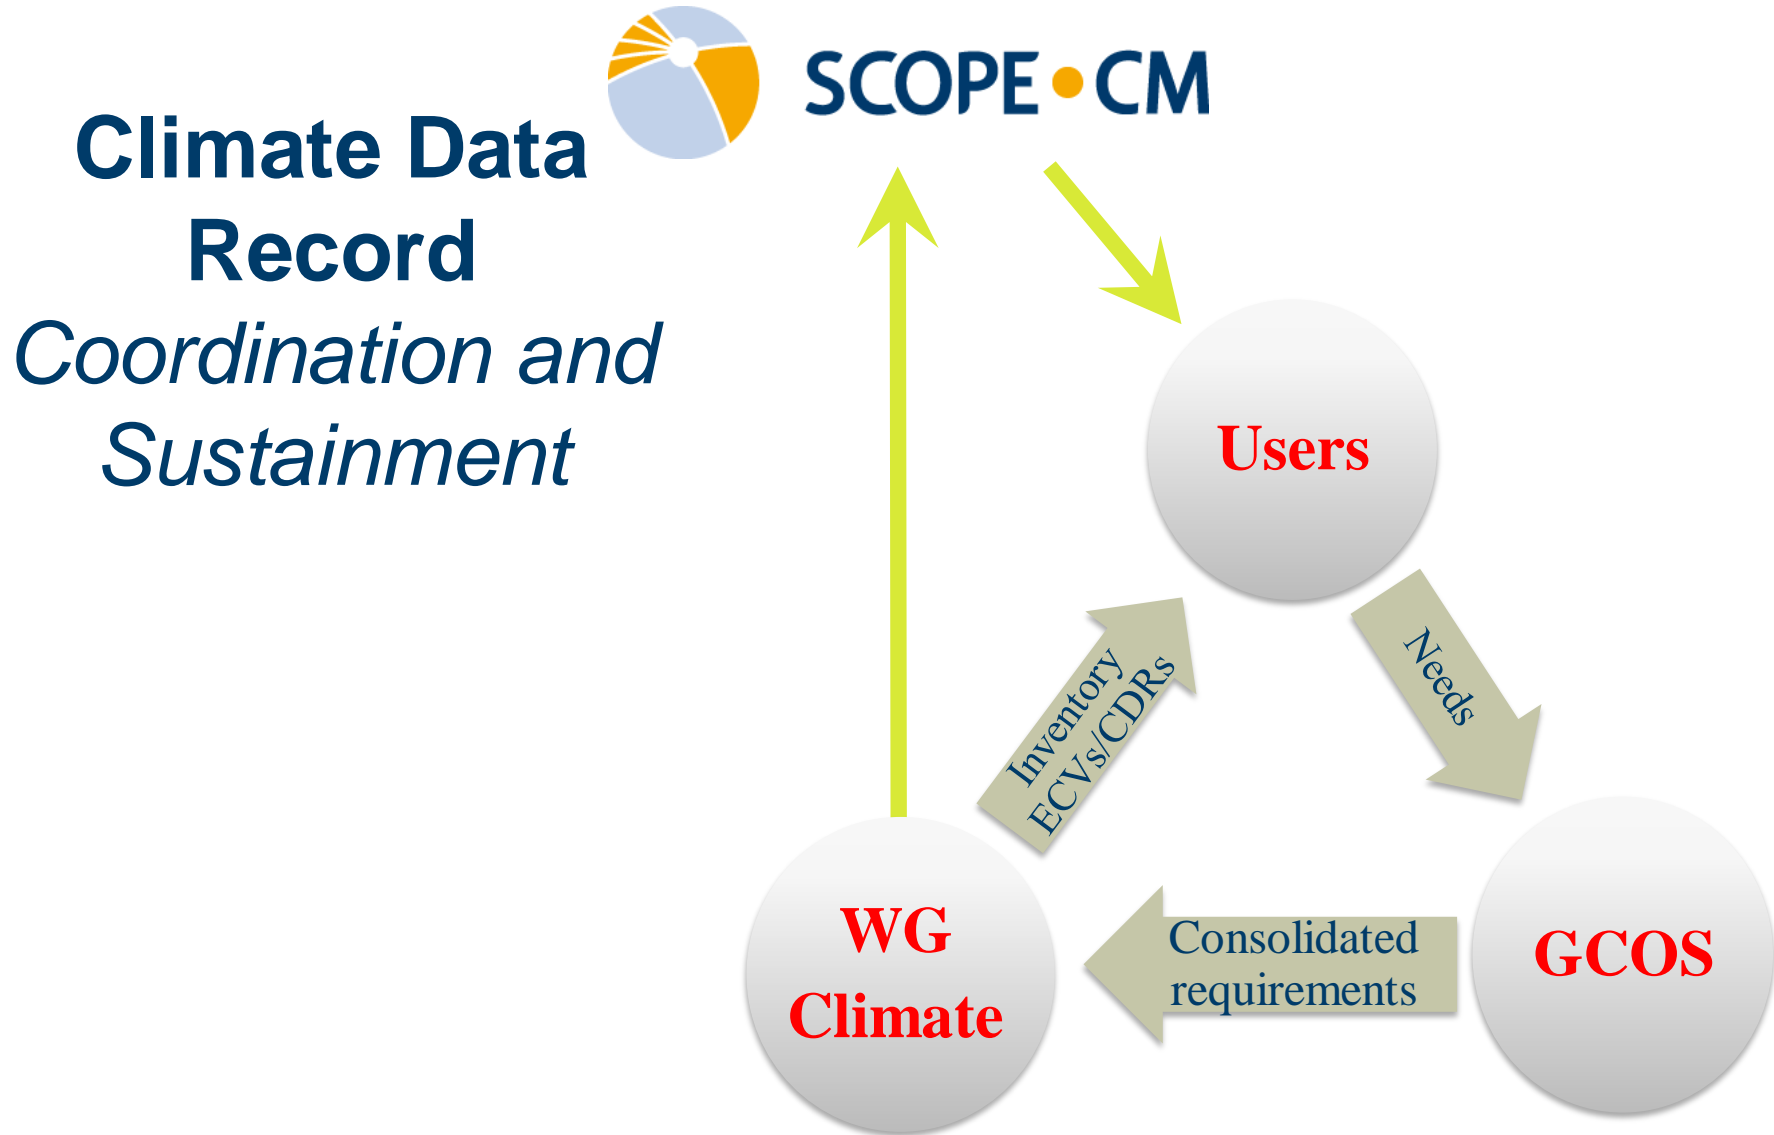 SCOPE•CM
Climate Data
Record
Coordination and
Sustainment
Users
Needs
Inventory
ECVs/CDRs
WG
Climate
Consolidated
requirements
GCOS